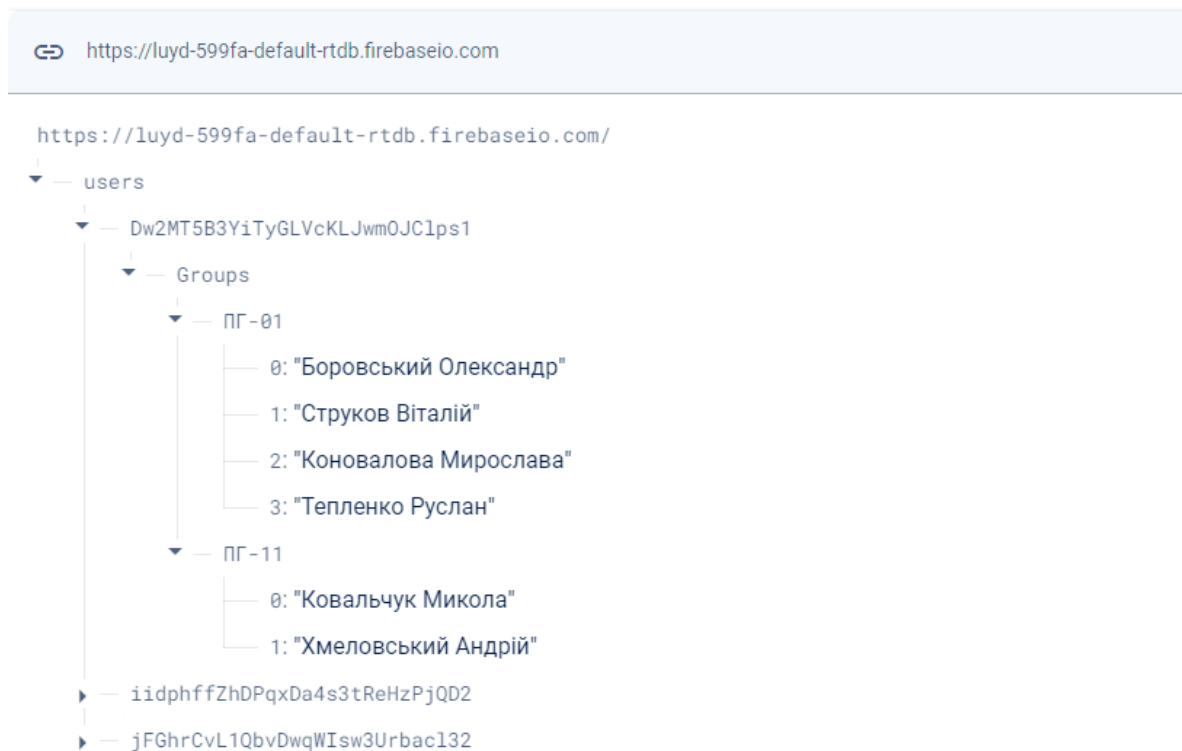 https://luyd-599fa-default-rtdb.firebaseio.com
https://luyd-599fa-default-rtdb.firebaseio.com/
users
Dw2MT5B3YiTyGLVcKLJwmOJClps1
Groups
ПГ-01
0: "Боровський Олександр"
1: "Струков Віталій"
2: "Коновалова Мирослава"
3: "Тепленко Руслан"
ПГ-11
0: "Ковальчук Микола"
1: "Хмеловський Андрій"
iidphffZhDPqxDa4s3tReHzPjQD2
jFGhrCvL1QbvDwqWIsw3Urbacl32